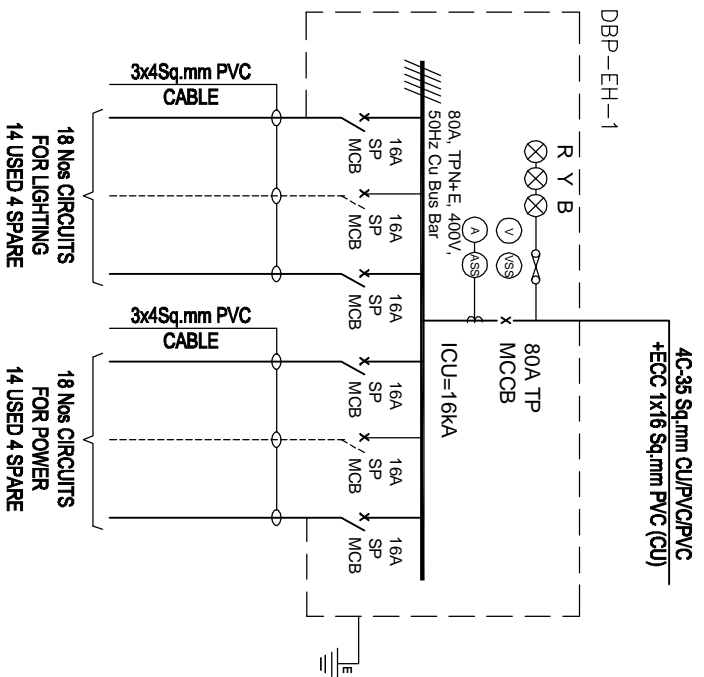 DBP-EH-1
4C-35 Sq.mm CU/PVC/PVC
+ECC 1x16 Sq.mm PVC (CU)
R Y B
V
VSS
A
ASS
80A TP
MCCB
ICU=16kA
80A, TPN+E, 400V,
50Hz Cu Bus Bar
16A
SP
MCB
16A
SP
MCB
16A
SP
MCB
16A
SP
MCB
16A
SP
MCB
16A
SP
MCB
3x4Sq.mm PVC
CABLE
3x4Sq.mm PVC
CABLE
18 Nos CIRCUITS
FOR LIGHTING
14 USED 4 SPARE
18 Nos CIRCUITS
FOR POWER
14 USED 4 SPARE
E